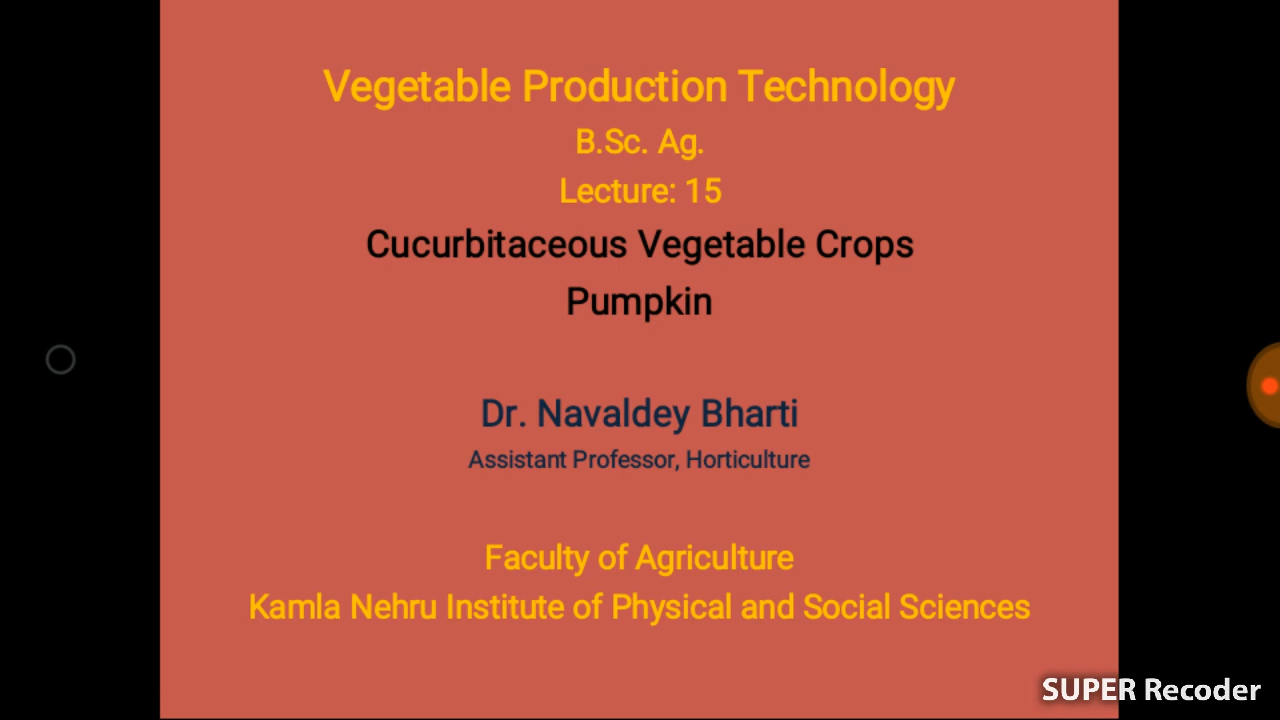 Vegetable Production Technology
B.Sc. Ag.
Lecture: 15
Cucurbitaceous Vegetable Crops
Pumpkin
Dr. Navaldey Bharti
Assistant Professor, Horticulture
Faculty of Agriculture
Kamla Nehru Institute of Physical and Social Sciences
SUPER Recoder